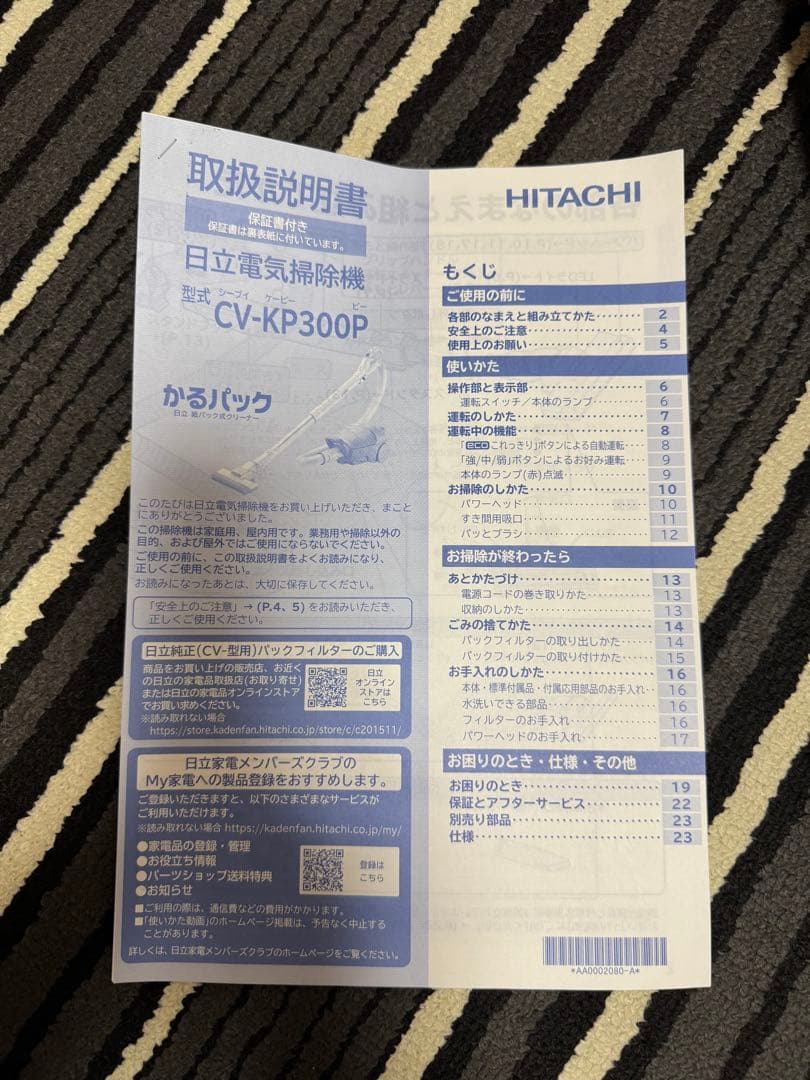 取扱説明書
保証書付き
保証書は裏表紙に付いています。
日立電気掃除機
シーブイ ケーピー ピー
型式 CV-KP300P
かるパック
日立 紙パック式クリーナー
このたびは日立電気掃除機をお買い上げいただき、まこと
にありがとうございました。
この掃除機は家庭用、屋内用です。業務用や掃除以外の
目的、および屋外ではご使用にならないでください。
ご使用の前に、この取扱説明書をよくお読みになり、
正しくご使用ください。
お読みになったあとは、大切に保存してください。
「安全上のご注意」→(P.4、5)をお読みいただき、
正しくご使用ください。
日立純正(CV-型用)パックフィルターのご購入
商品をお買い上げの販売店、お近く
の日立の家電品取扱店(お取り寄せ)
または日立の家電品オンラインストア
でお買い求めください。
※読み取れない場合
https://store.kadenfan.hitachi.co.jp/store/c/c201511/
日立
オンライン
ストアは
こちら
日立家電メンバーズクラブの
My家電への製品登録をおすすめします。
ご登録いただきますと、以下のさまざまなサービスが
ご利用いただけます。
※読み取れない場合 https://kadenfan.hitachi.co.jp/my/
●家電品の登録・管理
●お役立ち情報
●パーツショップ送料特典
●お知らせ
登録は
こちら
■ご利用の際は、通信費などの費用がかかります。
■「使いかた動画」のホームページ掲載は、予告なく中止する
ことがあります。
詳しくは、日立家電メンバーズクラブのホームページをご覧ください。
HITACHI
もくじ
ご使用の前に
各部のなまえと組み立てかた‥‥‥‥ 2
安全上のご注意‥‥‥‥‥‥‥‥ 4
使用上のお願い‥‥‥‥‥‥‥‥ 5
使いかた
操作部と表示部‥‥‥‥‥‥‥‥ 6
運転スイッチ／本体のランプ‥‥‥‥ 6
運転のしかた‥‥‥‥‥‥‥‥‥ 7
運転中の機能‥‥‥‥‥‥‥‥‥ 8
「ecoこれっきり」ボタンによる自動運転‥‥ 8
「強/中/弱」ボタンによるお好み運転‥‥ 9
本体のランプ(赤)点滅‥‥‥‥‥‥ 9
お掃除のしかた‥‥‥‥‥‥‥‥ 10
パワーヘッド‥‥‥‥‥‥‥‥‥ 10
すき間用吸口‥‥‥‥‥‥‥‥‥ 11
パッとブラシ‥‥‥‥‥‥‥‥‥ 12
お掃除が終わったら
あとかたづけ‥‥‥‥‥‥‥‥‥ 13
電源コードの巻き取りかた‥‥‥‥ 13
収納のしかた‥‥‥‥‥‥‥‥‥ 13
ごみの捨てかた‥‥‥‥‥‥‥‥ 14
パックフィルターの取り出しかた‥‥ 14
パックフィルターの取り付けかた‥‥ 15
お手入れのしかた‥‥‥‥‥‥‥ 16
本体・標準付属品・付属応用部品のお手入れ‥ 16
水洗いできる部品‥‥‥‥‥‥‥ 16
フィルターのお手入れ‥‥‥‥‥‥ 16
パワーヘッドのお手入れ‥‥‥‥‥ 17
お困りのとき・仕様・その他
お困りのとき‥‥‥‥‥‥‥‥‥ 19
保証とアフターサービス‥‥‥‥‥ 22
別売り部品‥‥‥‥‥‥‥‥‥‥ 23
仕様‥‥‥‥‥‥‥‥‥‥‥‥‥ 23
*AA0002080-A*